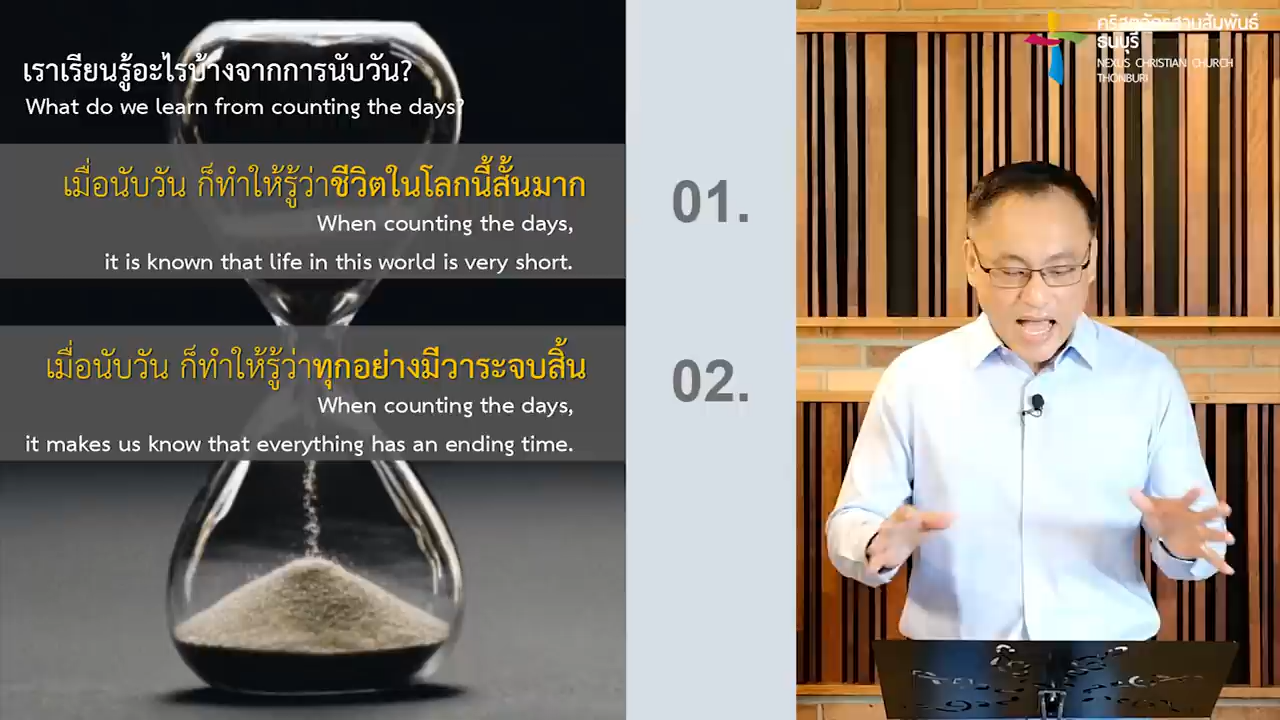 เราเรียนรู้อะไรบ้างจากการนับวัน?
What do we learn from counting the days?
เมื่อนับวัน ก็ทำให้รู้ว่าชีวิตในโลกนี้สั้นมาก
When counting the days,
it is known that life in this world is very short.
01.
เมื่อนับวัน ก็ทำให้รู้ว่าทุกอย่างมีวาระจบสิ้น
When counting the days,
it makes us know that everything has an ending time.
02.
คริสตจักรสานสัมพันธ์
ธนบุรี
NEXUS CHRISTIAN CHURCH
THONBURI